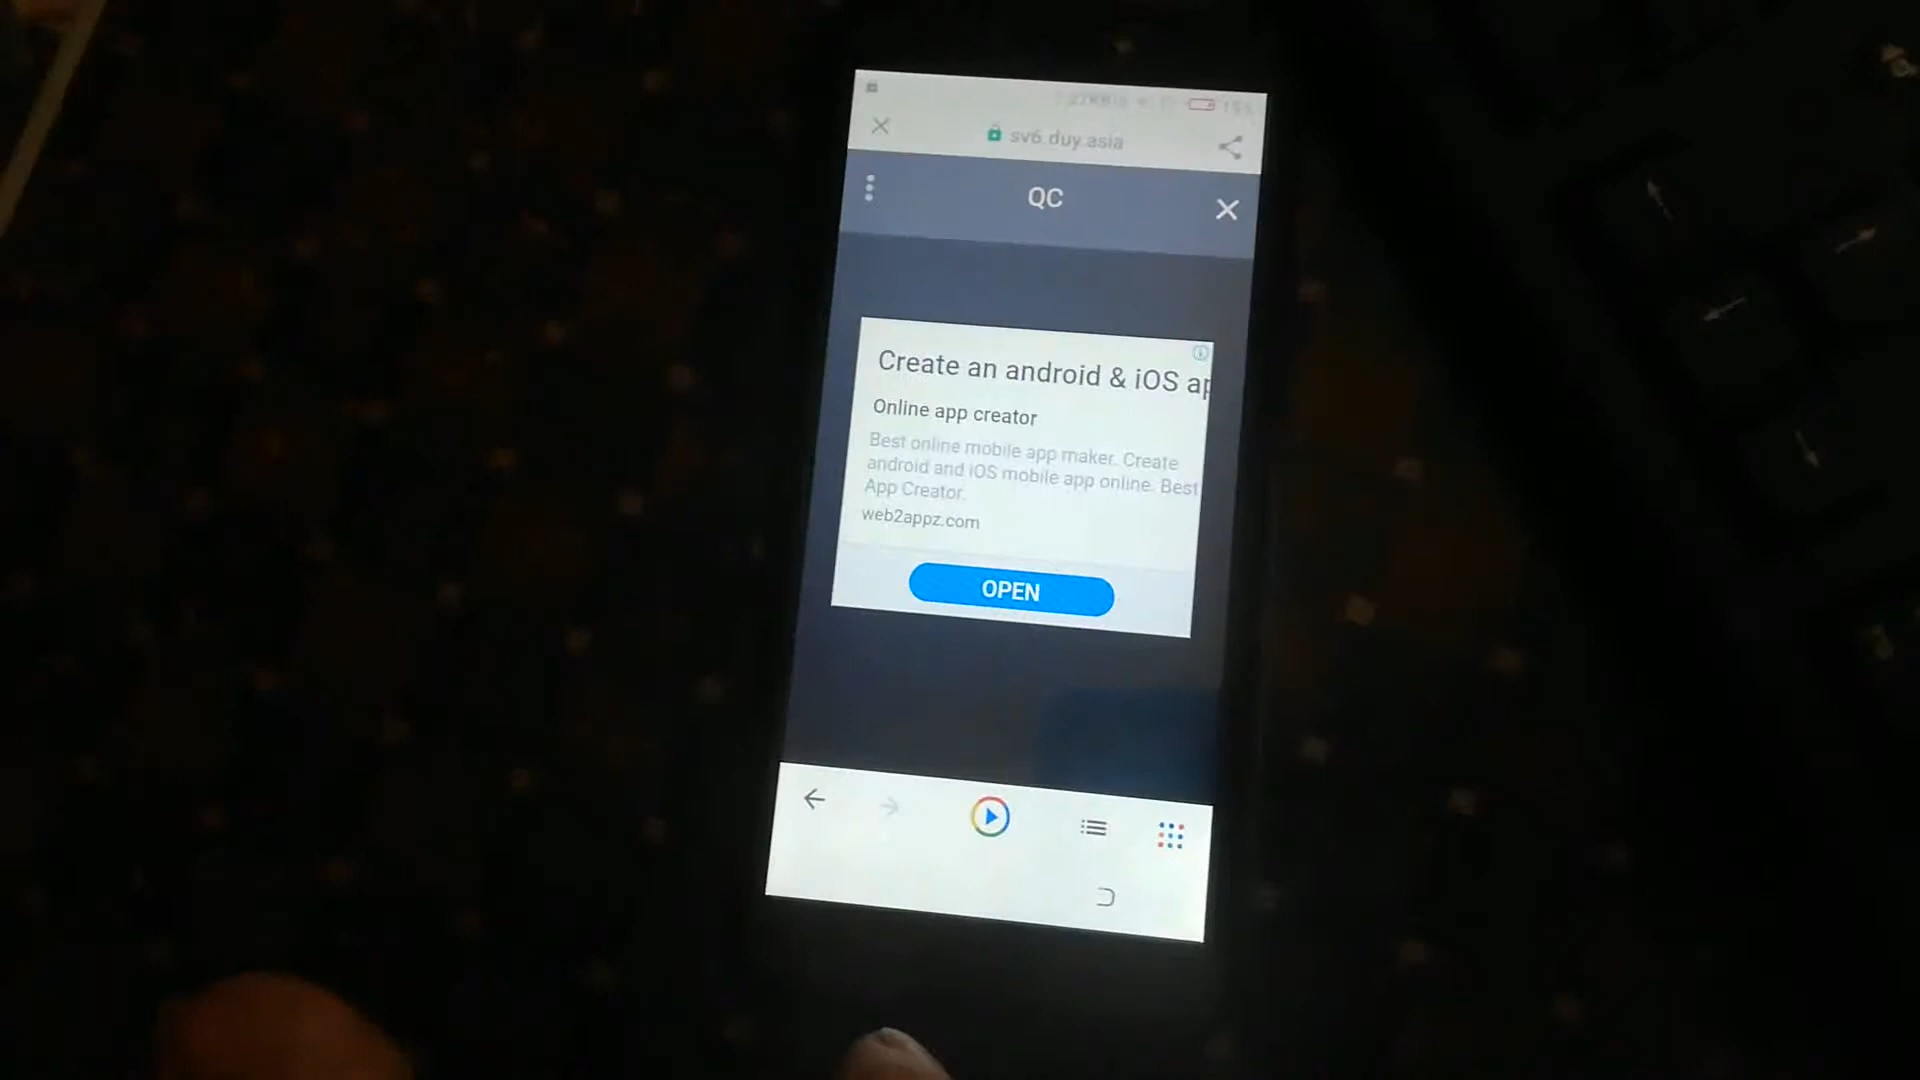 sv6.duy.asia
QC
Create an android & iOS ap
Online app creator
Best online mobile app maker. Create
android and iOS mobile app online. Best
App Creator.
web2appz.com
OPEN